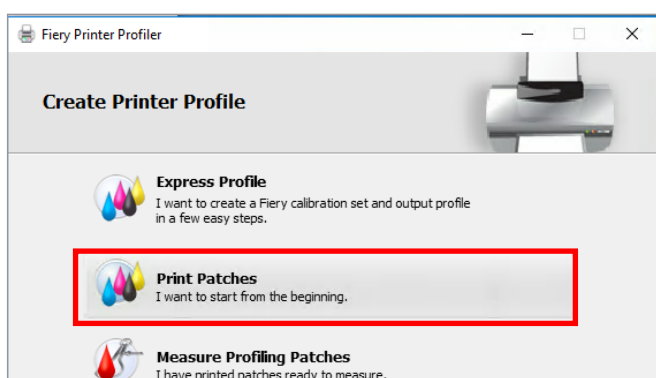 Fiery Printer Profiler
Create Printer Profile
Express Profile
I want to create a Fiery calibration set and output profile
in a few easy steps.
Print Patches
I want to start from the beginning.
Measure Profiling Patches
I have printed patches ready to measure.